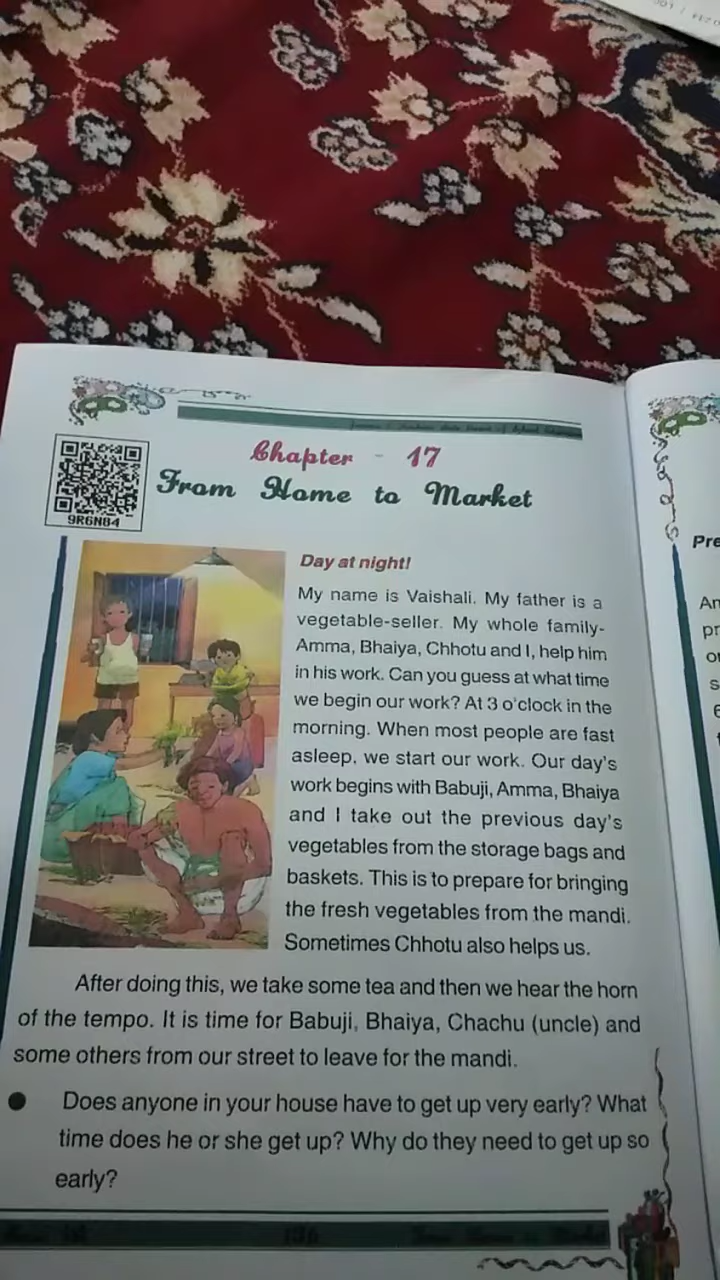 Chapter - 17
From Home to Market
9R6N84
Day at night!
My name is Vaishali. My father is a
vegetable-seller. My whole family-
Amma, Bhaiya, Chhotu and I, help him
in his work. Can you guess at what time
we begin our work? At 3 o'clock in the
morning. When most people are fast
asleep, we start our work. Our day's
work begins with Babuji, Amma, Bhaiya
and I take out the previous day's
vegetables from the storage bags and
baskets. This is to prepare for bringing
the fresh vegetables from the mandi.
Sometimes Chhotu also helps us.
After doing this, we take some tea and then we hear the horn
of the tempo. It is time for Babuji, Bhaiya, Chachu (uncle) and
some others from our street to leave for the mandi.
● Does anyone in your house have to get up very early? What
time does he or she get up? Why do they need to get up so
early?
136
From Home to Market
Pre
An
pr